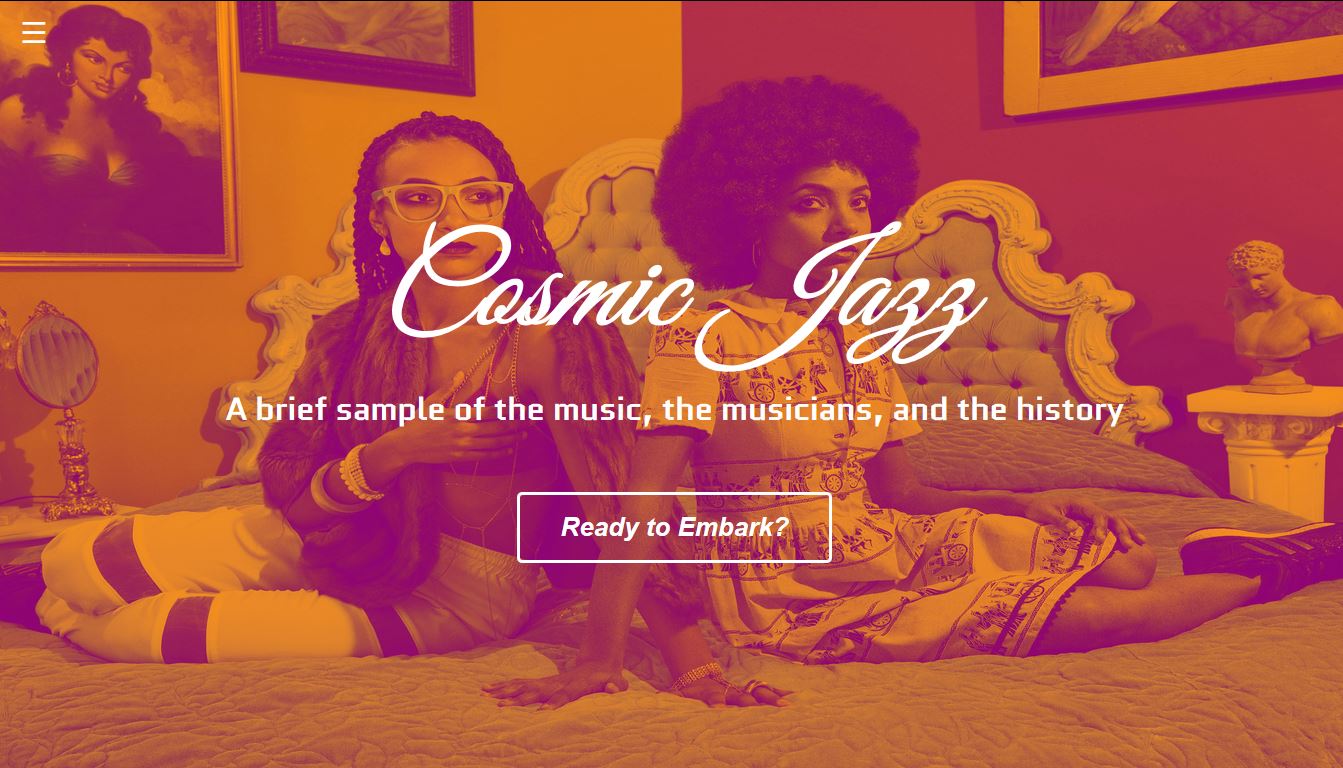 Cosmic Jazz
A brief sample of the music, the musicians, and the history
Ready to Embark?